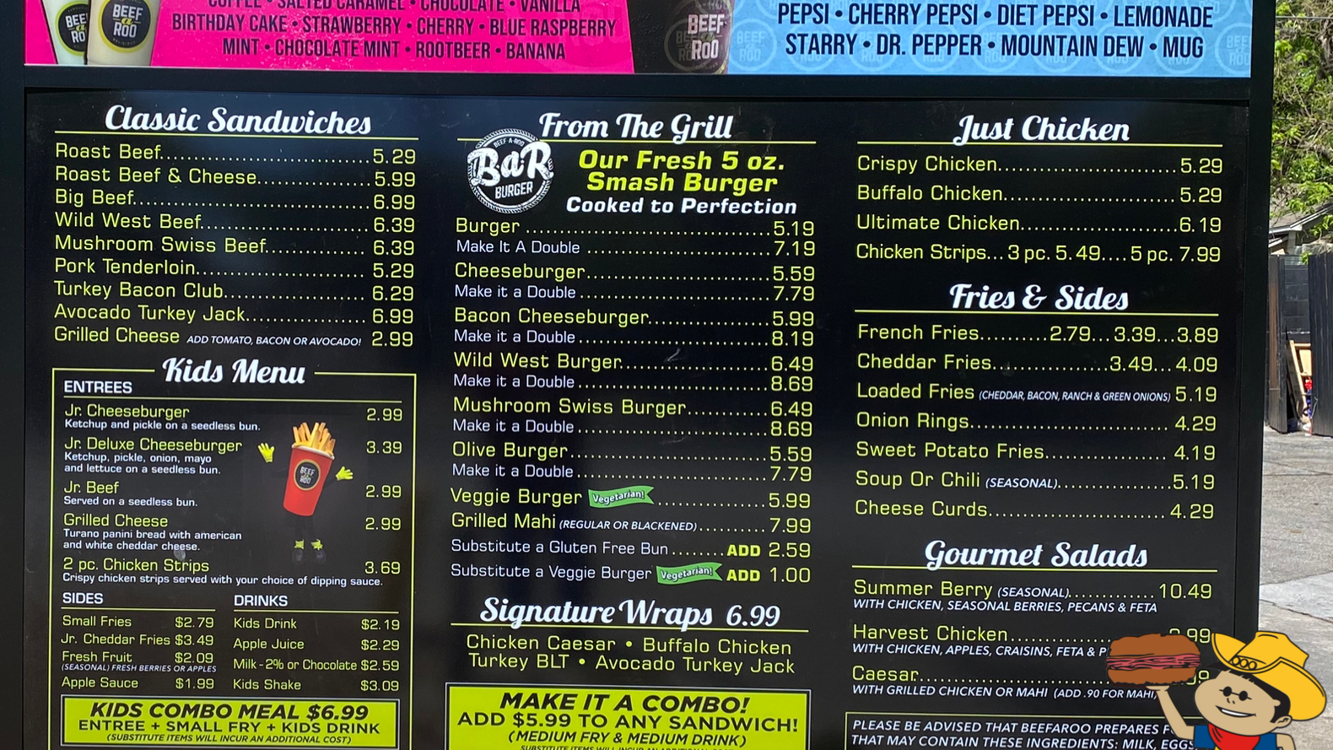 COFFEE • SALTED CARAMEL • CHOCOLATE • VANILLA
BIRTHDAY CAKE • STRAWBERRY • CHERRY • BLUE RASPBERRY
MINT • CHOCOLATE MINT • ROOTBEER • BANANA
BEEF A ROO
BEEF
ROO
PEPSI • CHERRY PEPSI • DIET PEPSI • LEMONADE
STARRY • DR. PEPPER • MOUNTAIN DEW • MUG
Classic Sandwiches
Roast Beef 5.29
Roast Beef & Cheese 5.99
Big Beef 6.99
Wild West Beef 6.39
Mushroom Swiss Beef 6.39
Pork Tenderloin 5.29
Turkey Bacon Club 6.29
Avocado Turkey Jack 6.99
Grilled Cheese ADD TOMATO, BACON OR AVOCADO! 2.99
Kids Menu
ENTREES
Jr. Cheeseburger 2.99
Ketchup and pickle on a seedless bun.
Jr. Deluxe Cheeseburger 3.39
Ketchup, pickle, onion, mayo
and lettuce on a seedless bun.
Jr. Beef 2.99
Served on a seedless bun.
Grilled Cheese 2.99
Turano panini bread with american
and white cheddar cheese.
2 pc. Chicken Strips 3.69
Crispy chicken strips served with your choice of dipping sauce.
BEEF A ROO
SIDES
Small Fries $2.79
Jr. Cheddar Fries $3.49
Fresh Fruit $2.09
(SEASONAL) FRESH BERRIES OR APPLES
Apple Sauce $1.99
DRINKS
Kids Drink $2.19
Apple Juice $2.29
Milk - 2% or Chocolate $2.59
Kids Shake $3.09
KIDS COMBO MEAL $6.99
ENTREE + SMALL FRY + KIDS DRINK
(SUBSTITUTE ITEMS WILL INCUR AN ADDITIONAL COST)
From The Grill
BEEF-A-ROO
BaR
BURGER
Our Fresh 5 oz.
Smash Burger
Cooked to Perfection
Burger 5.19
Make It A Double 7.19
Cheeseburger 5.59
Make it a Double 7.79
Bacon Cheeseburger 5.99
Make it a Double 8.19
Wild West Burger 6.49
Make it a Double 8.69
Mushroom Swiss Burger 6.49
Make it a Double 8.69
Olive Burger 5.59
Make it a Double 7.79
Veggie Burger Vegetarian! 5.99
Grilled Mahi (REGULAR OR BLACKENED) 7.99
Substitute a Gluten Free Bun ADD 2.59
Substitute a Veggie Burger Vegetarian! ADD 1.00
Signature Wraps 6.99
Chicken Caesar • Buffalo Chicken
Turkey BLT • Avocado Turkey Jack
MAKE IT A COMBO!
ADD $5.99 TO ANY SANDWICH!
(MEDIUM FRY & MEDIUM DRINK)
Just Chicken
Crispy Chicken 5.29
Buffalo Chicken 5.29
Ultimate Chicken 6.19
Chicken Strips...3 pc. 5.49....5 pc. 7.99
Fries & Sides
French Fries 2.79...3.39...3.89
Cheddar Fries 3.49...4.09
Loaded Fries (CHEDDAR, BACON, RANCH & GREEN ONIONS) 5.19
Onion Rings 4.29
Sweet Potato Fries 4.19
Soup Or Chili (SEASONAL) 5.19
Cheese Curds 4.29
Gourmet Salads
Summer Berry (SEASONAL) 10.49
WITH CHICKEN, SEASONAL BERRIES, PECANS & FETA
Harvest Chicken
WITH CHICKEN, APPLES, CRAISINS, FETA &
Caesar
WITH GRILLED CHICKEN OR MAHI (ADD .90 FOR MAHI
PLEASE BE ADVISED THAT BEEFAROO PREPARES
THAT MAY CONTAIN THESE INGREDIENTS: MILK, EGGS